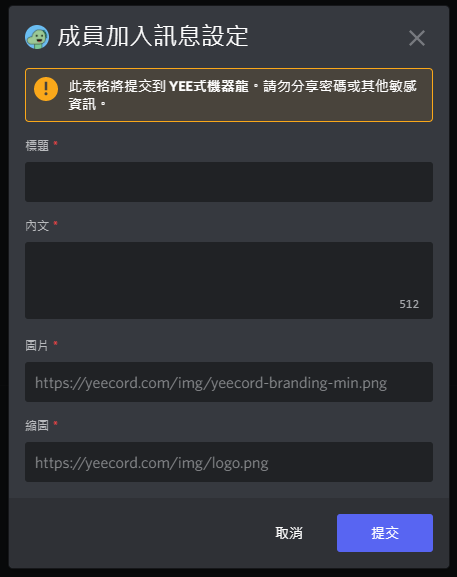 成員加入訊息設定
此表格將提交到 YEE式機器龍。請勿分享密碼或其他敏感
資訊。
標題 *
內文 *
512
圖片 *
https://yeecord.com/img/yeecord-branding-min.png
縮圖 *
https://yeecord.com/img/logo.png
取消 提交